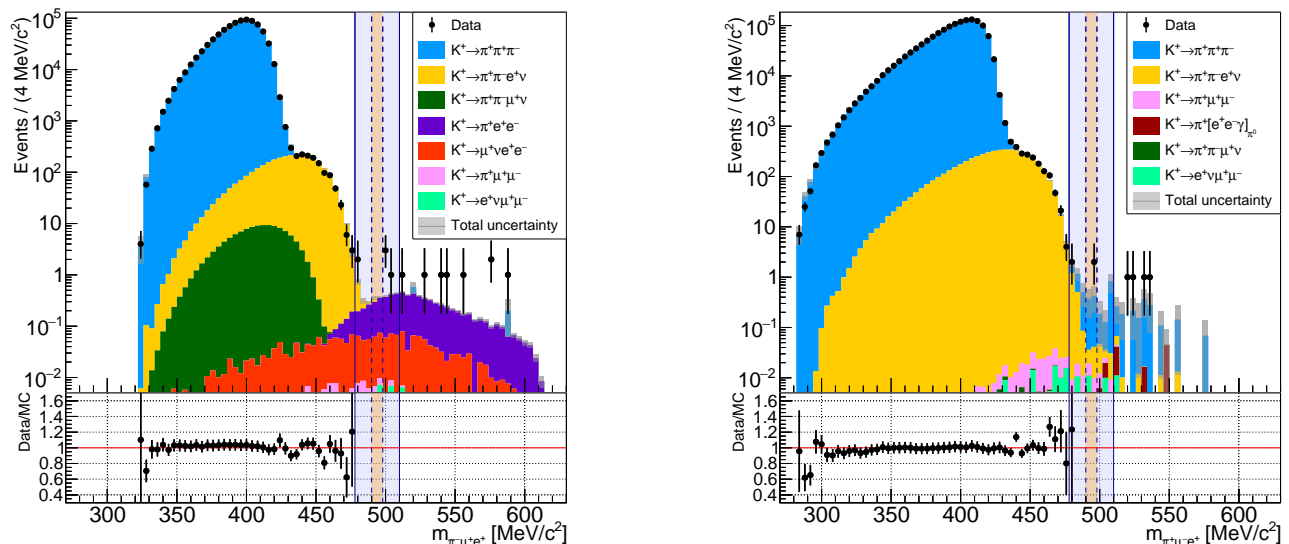 Events / (4 MeV/c²)
10⁵
10⁴
10³
10²
10
1
10⁻¹
10⁻²
Data
K⁺→π⁺π⁺π⁻
K⁺→π⁺π⁻e⁺ν
K⁺→π⁺π⁻μ⁺ν
K⁺→π⁺e⁺e⁻
K⁺→μ⁺νe⁺e⁻
K⁺→π⁺μ⁺μ⁻
K⁺→e⁺νμ⁺μ⁻
Total uncertainty
Data/MC
1.6
1.4
1.2
1
0.8
0.6
0.4
300 350 400 450 500 550 600
m_{π⁻μ⁺e⁺} [MeV/c²]
Events / (4 MeV/c²)
10⁵
10⁴
10³
10²
10
1
10⁻¹
10⁻²
Data
K⁺→π⁺π⁺π⁻
K⁺→π⁺π⁻e⁺ν
K⁺→π⁺μ⁺μ⁻
K⁺→π⁺[e⁺e⁻γ]_{π⁰}
K⁺→π⁺π⁻μ⁺ν
K⁺→e⁺νμ⁺μ⁻
Total uncertainty
Data/MC
1.6
1.4
1.2
1
0.8
0.6
0.4
300 350 400 450 500 550 600
m_{π⁺μ⁻e⁺} [MeV/c²]